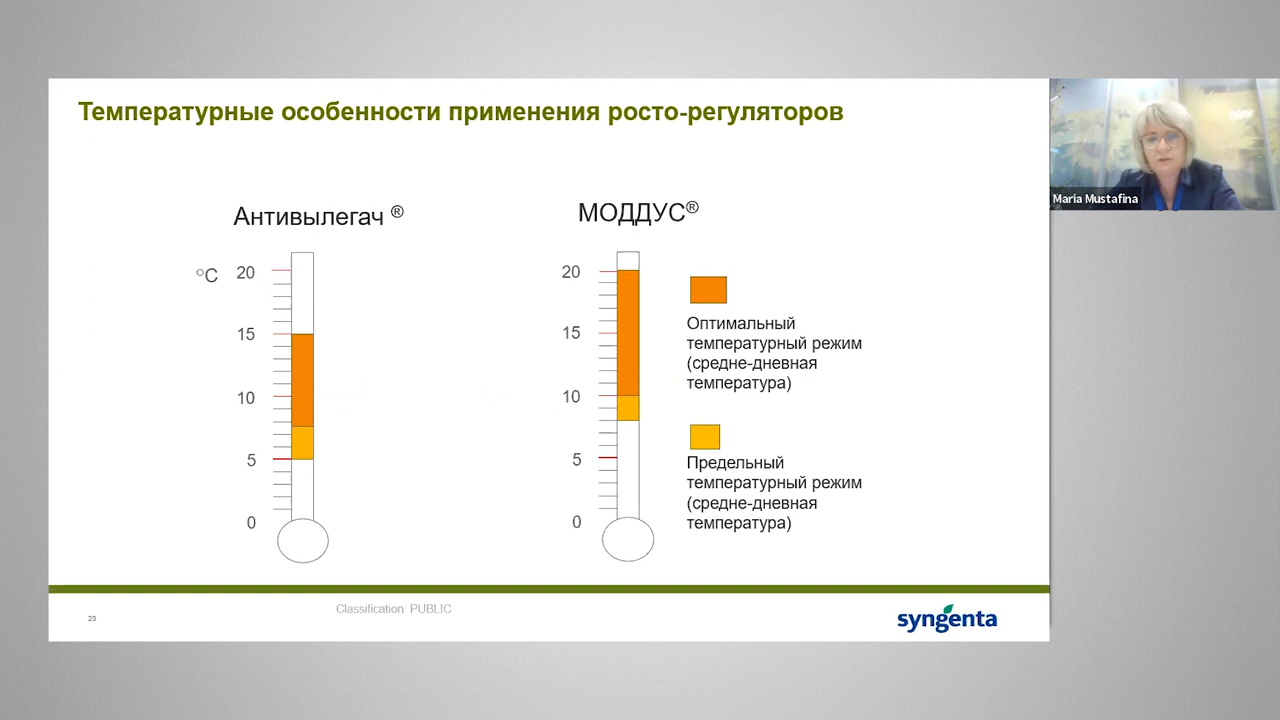 Температурные особенности применения росто-регуляторов
Maria Mustafina
Антивылегач ®
°C
20
15
10
5
0
МОДДУС®
20
15
10
5
0
Оптимальный
температурный режим
(средне-дневная
температура)
Предельный
температурный режим
(средне-дневная
температура)
23
Classification: PUBLIC
syngenta